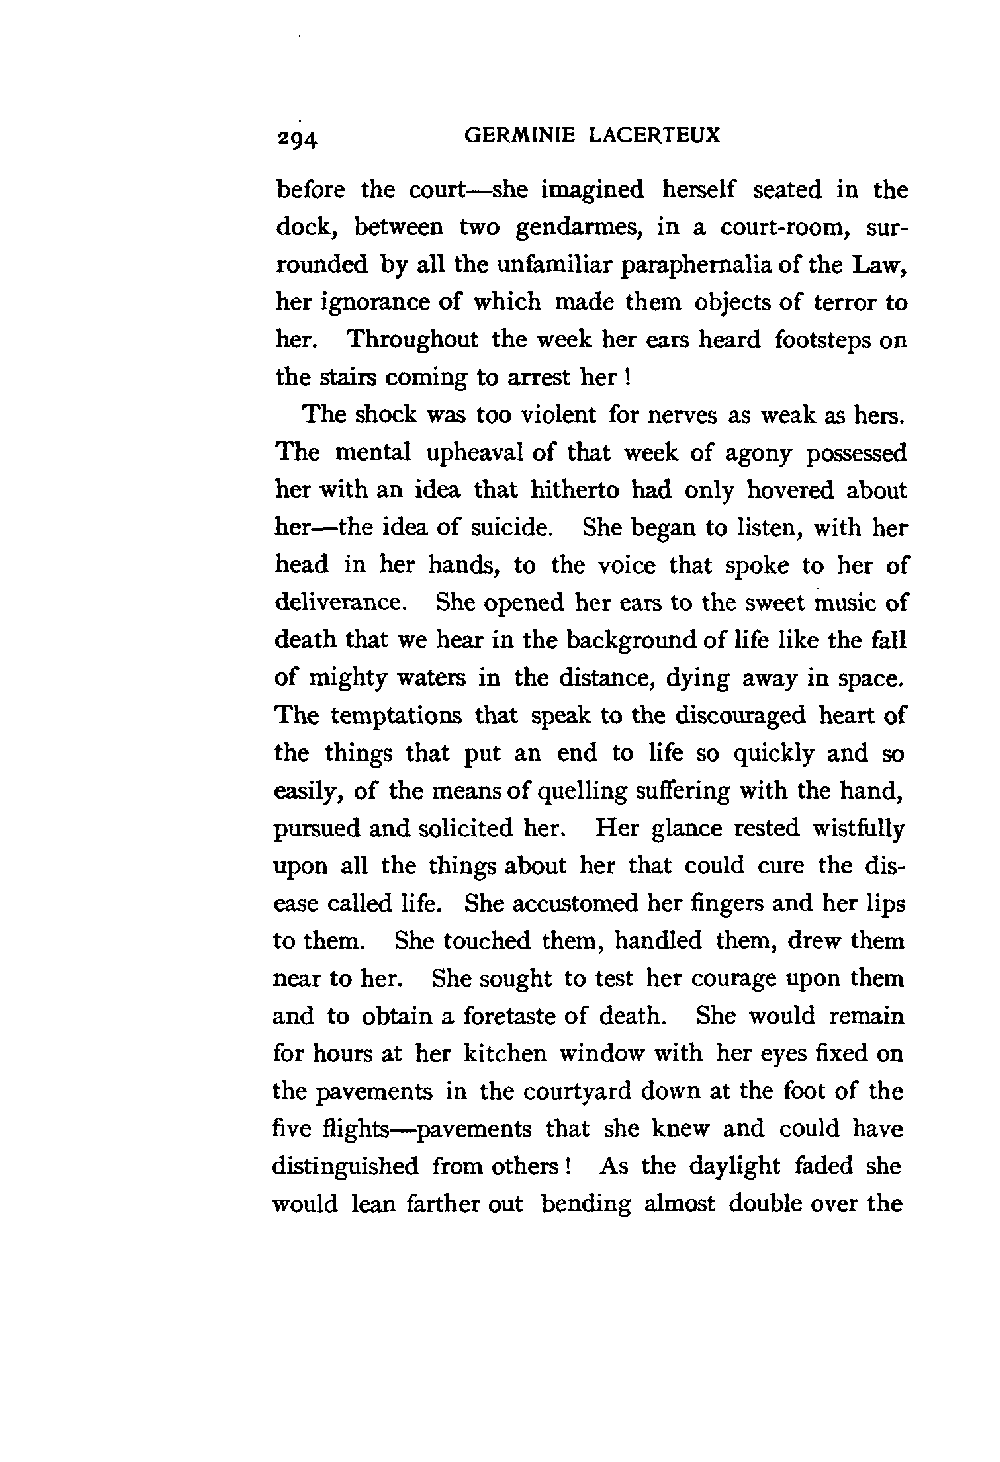 294 GERMINIE LACERTEUX
before the court—she imagined herself seated in the
dock, between two gendarmes, in a court-room, sur-
rounded by all the unfamiliar paraphernalia of the Law,
her ignorance of which made them objects of terror to
her. Throughout the week her ears heard footsteps on
the stairs coming to arrest her !
The shock was too violent for nerves as weak as hers.
The mental upheaval of that week of agony possessed
her with an idea that hitherto had only hovered about
her—the idea of suicide. She began to listen, with her
head in her hands, to the voice that spoke to her of
deliverance. She opened her ears to the sweet music of
death that we hear in the background of life like the fall
of mighty waters in the distance, dying away in space.
The temptations that speak to the discouraged heart of
the things that put an end to life so quickly and so
easily, of the means of quelling suffering with the hand,
pursued and solicited her. Her glance rested wistfully
upon all the things about her that could cure the dis-
ease called life. She accustomed her fingers and her lips
to them. She touched them, handled them, drew them
near to her. She sought to test her courage upon them
and to obtain a foretaste of death. She would remain
for hours at her kitchen window with her eyes fixed on
the pavements in the courtyard down at the foot of the
five flights—pavements that she knew and could have
distinguished from others ! As the daylight faded she
would lean farther out bending almost double over the